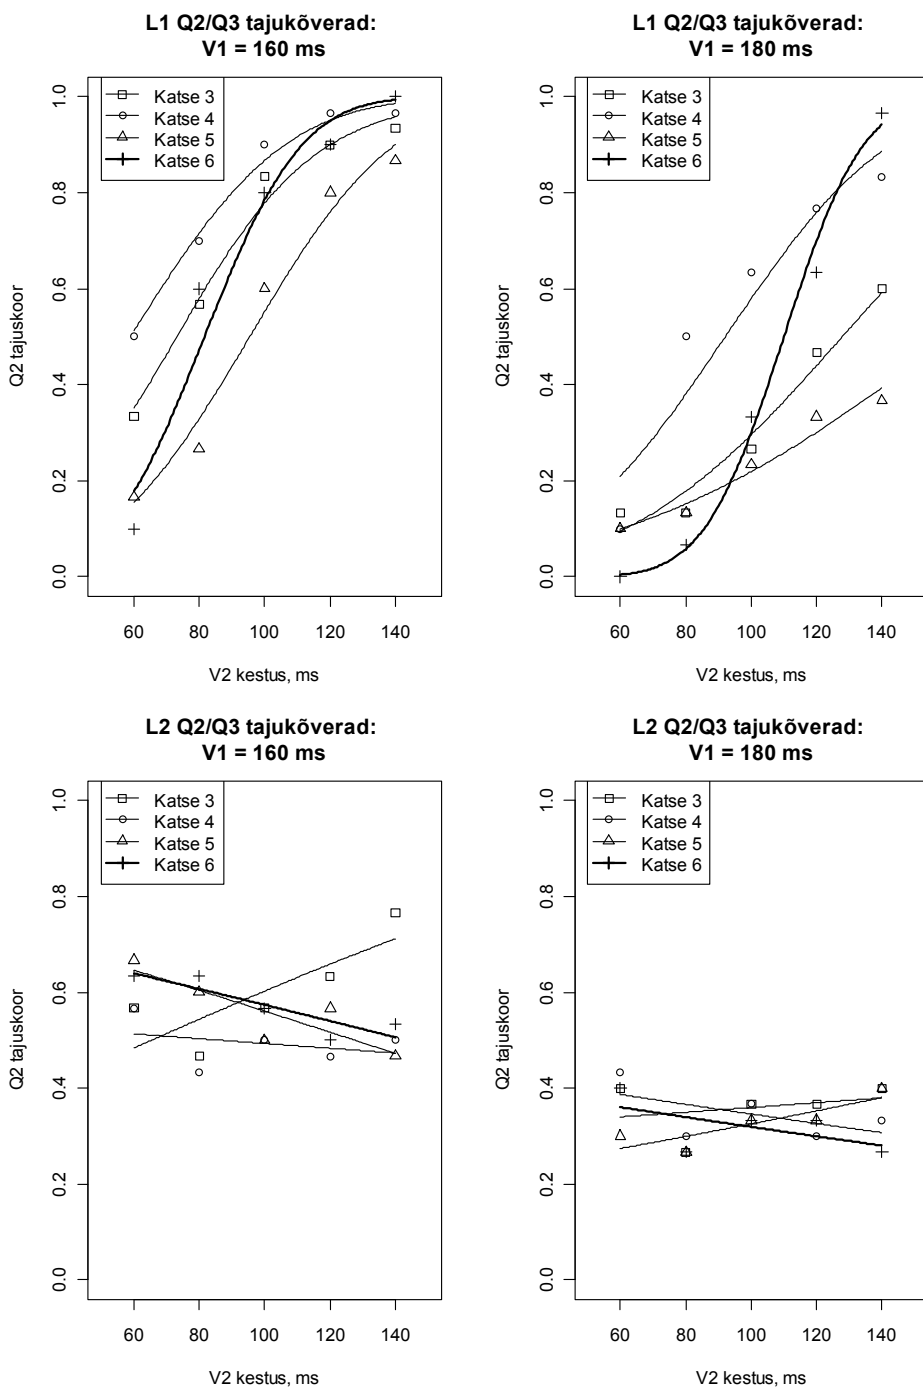 L1 Q2/Q3 tajukõverad:
V1 = 160 ms
Katse 3
Katse 4
Katse 5
Katse 6
Q2 tajuskoor
1.0
0.8
0.6
0.4
0.2
0.0
60 80 100 120 140
V2 kestus, ms
L1 Q2/Q3 tajukõverad:
V1 = 180 ms
Katse 3
Katse 4
Katse 5
Katse 6
Q2 tajuskoor
1.0
0.8
0.6
0.4
0.2
0.0
60 80 100 120 140
V2 kestus, ms
L2 Q2/Q3 tajukõverad:
V1 = 160 ms
Katse 3
Katse 4
Katse 5
Katse 6
Q2 tajuskoor
1.0
0.8
0.6
0.4
0.2
0.0
60 80 100 120 140
V2 kestus, ms
L2 Q2/Q3 tajukõverad:
V1 = 180 ms
Katse 3
Katse 4
Katse 5
Katse 6
Q2 tajuskoor
1.0
0.8
0.6
0.4
0.2
0.0
60 80 100 120 140
V2 kestus, ms